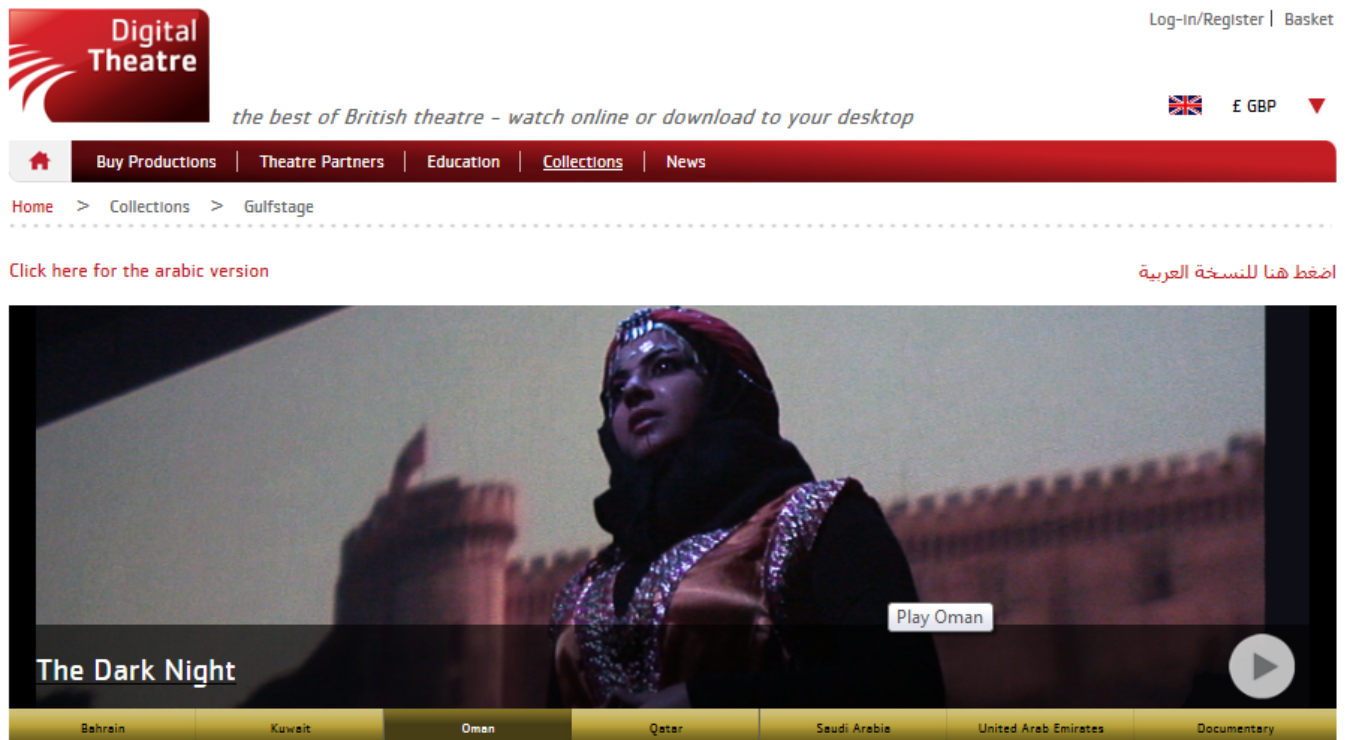 Digital
Theatre
Log-in/Register | Basket
the best of British theatre - watch online or download to your desktop
£ GBP
Buy Productions | Theatre Partners | Education | Collections | News
Home > Collections > Gulfstage
Click here for the arabic version
اضغط هنا للنسخة العربية
Play Oman
The Dark Night
Bahrain Kuwait Oman Qatar Saudi Arabia United Arab Emirates Documentary